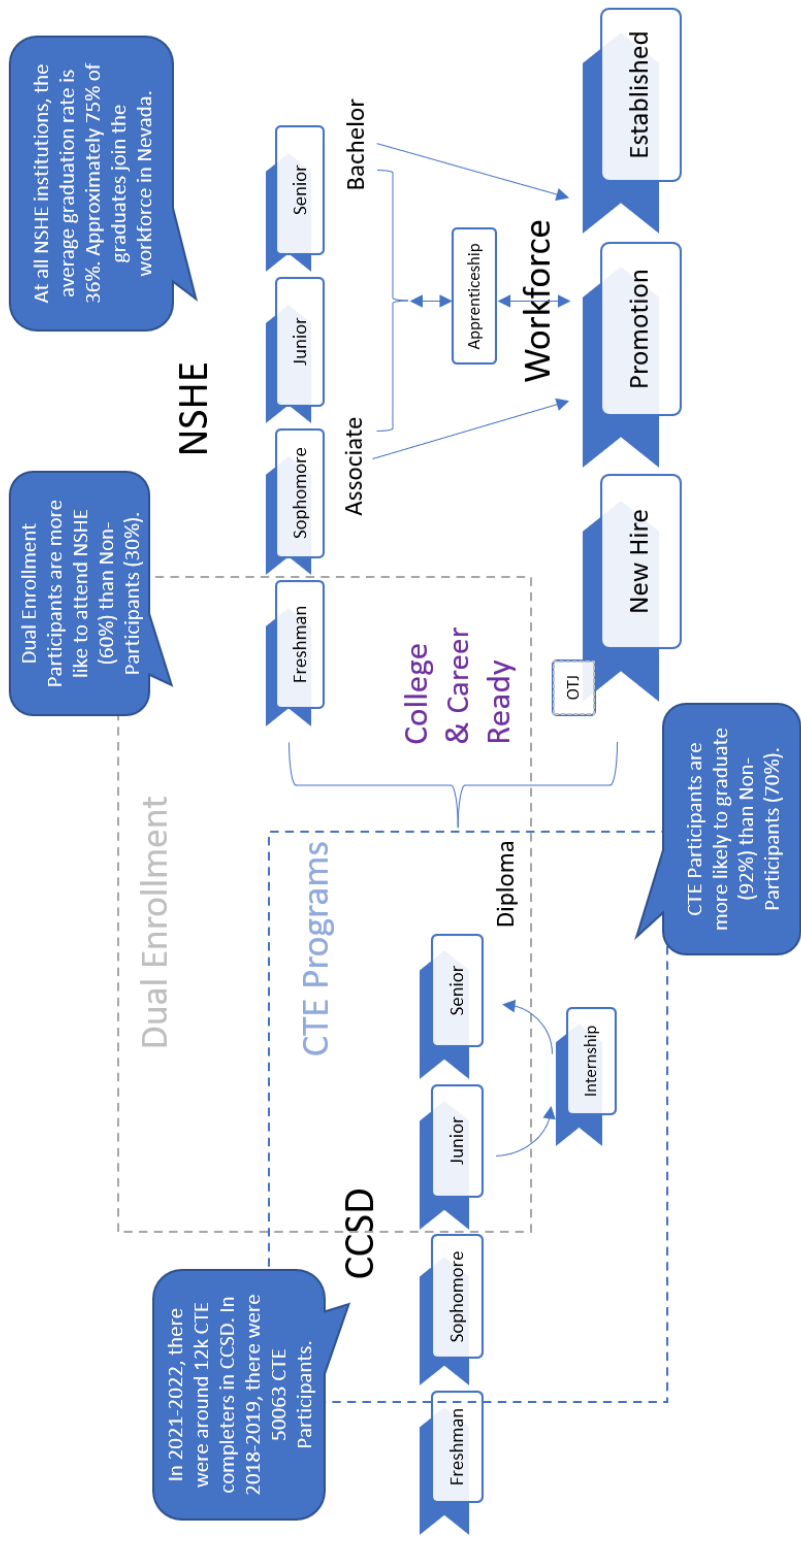 In 2021-2022, there
were around 12k CTE
completers in CCSD. In
2018-2019, there were
50063 CTE
Participants.
Dual Enrollment
Participants are more
like to attend NSHE
(60%) than Non-
Participants (30%).
At all NSHE institutions, the
average graduation rate is
36%. Approximately 75% of
graduates join the
workforce in Nevada.
Dual Enrollment
NSHE
Freshman
Sophomore
Junior
Senior
Associate
Bachelor
CTE Programs
CCSD
Freshman
Sophomore
Junior
Senior
Diploma
Internship
College
& Career
Ready
Apprenticeship
Workforce
OTJ
New Hire
Promotion
Established
CTE Participants are
more likely to graduate
(92%) than Non-
Participants (70%).